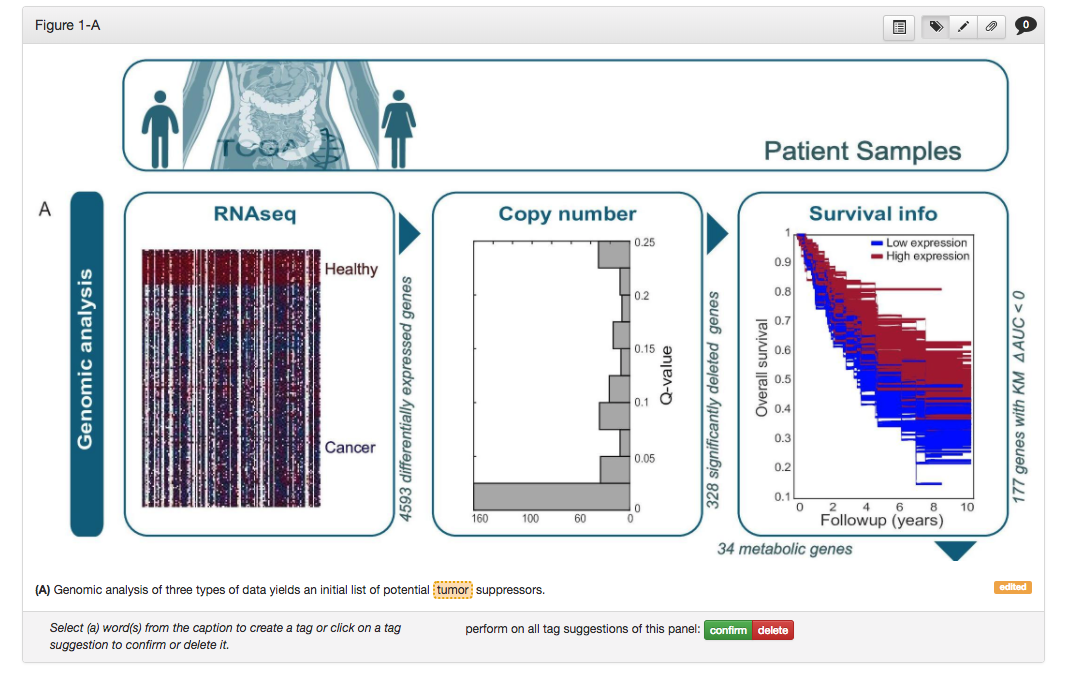 Figure 1-A
0
TCGA
Patient Samples
A
Genomic analysis
RNAseq
Healthy
Cancer
4593 differentially expressed genes
Copy number
0.25
0.2
0.15
0.1
0.05
0
Q-value
160 100 60 0
328 significantly deleted genes
Survival info
Low expression
High expression
1
0.9
0.8
0.7
0.6
0.5
0.4
0.3
0.2
0.1
Overall survival
0 2 4 6 8 10
Followup (years)
177 genes with KM Δ AUC < 0
34 metabolic genes
(A) Genomic analysis of three types of data yields an initial list of potential tumor suppressors.
edited
Select (a) word(s) from the caption to create a tag or click on a tag
suggestion to confirm or delete it.
perform on all tag suggestions of this panel: confirm delete